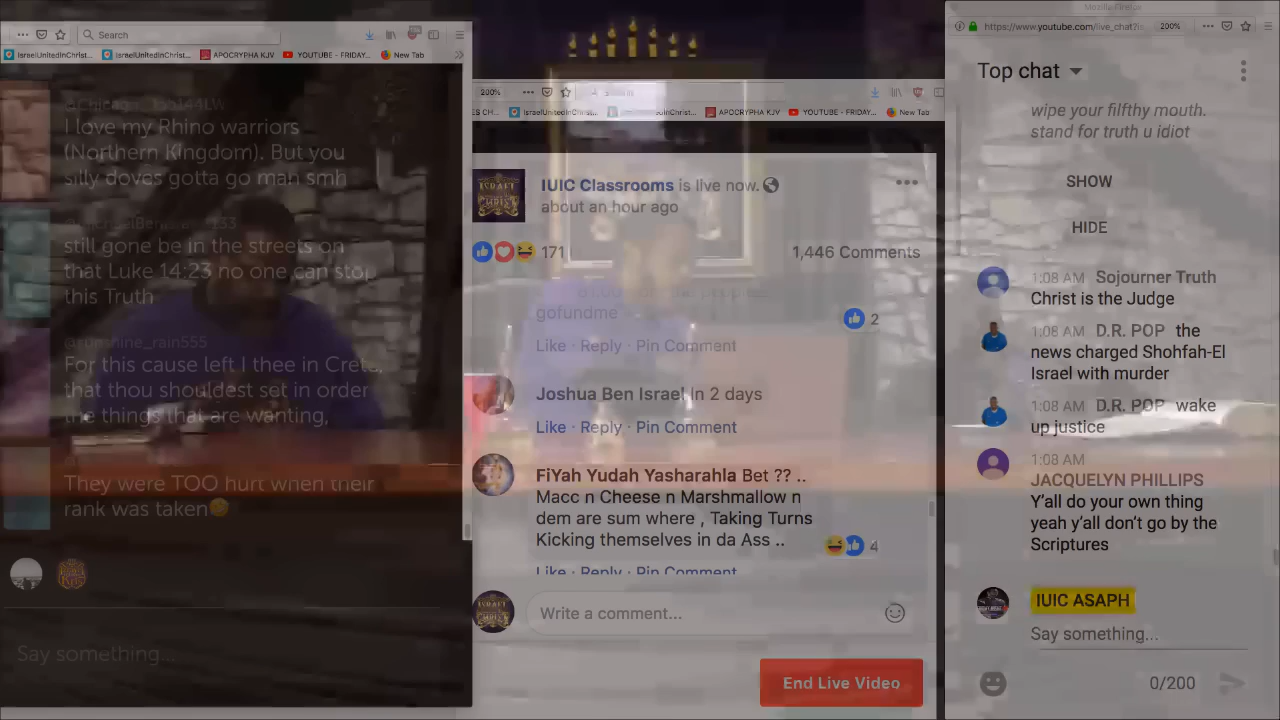 Search
IsraelUnitedInChrist...
IsraelUnitedInChrist...
APOCRYPHA KJV
YOUTUBE - FRIDAY...
New Tab
I love my Rhino warriors
(Northern Kingdom). But you
silly doves gotta go man smh
still gone be in the streets on
that Luke 14:23 no one can stop
this Truth
@sunshine_rain555
For this cause left I thee in Crete,
that thou shouldest set in order
the things that are wanting,
They were TOO hurt when their
rank was taken🤣
Say something...
200%
Search
ES CH...
IsraelUnitedInChrist...
APOCRYPHA KJV
YOUTUBE - FRIDAY...
New Tab
IUIC Classrooms is live now.
about an hour ago
171
1,446 Comments
gofundme
2
Like · Reply · Pin Comment
Joshua Ben Israel In 2 days
Like · Reply · Pin Comment
FiYah Yudah Yasharahla Bet ?? ..
Macc n Cheese n Marshmallow n
dem are sum where , Taking Turns
Kicking themselves in da Ass ..
4
Like · Reply · Pin Comment
Write a comment...
End Live Video
Mozilla Firefox
https://www.youtube.com/live_chat?i
200%
Top chat
wipe your filfthy mouth.
stand for truth u idiot
SHOW
HIDE
1:08 AM Sojourner Truth
Christ is the Judge
1:08 AM D.R. POP the
news charged Shohfah-El
Israel with murder
1:08 AM D.R. POP wake
up justice
1:08 AM
JACQUELYN PHILLIPS
Y'all do your own thing
yeah y'all don't go by the
Scriptures
IUIC ASAPH
Say something...
0/200